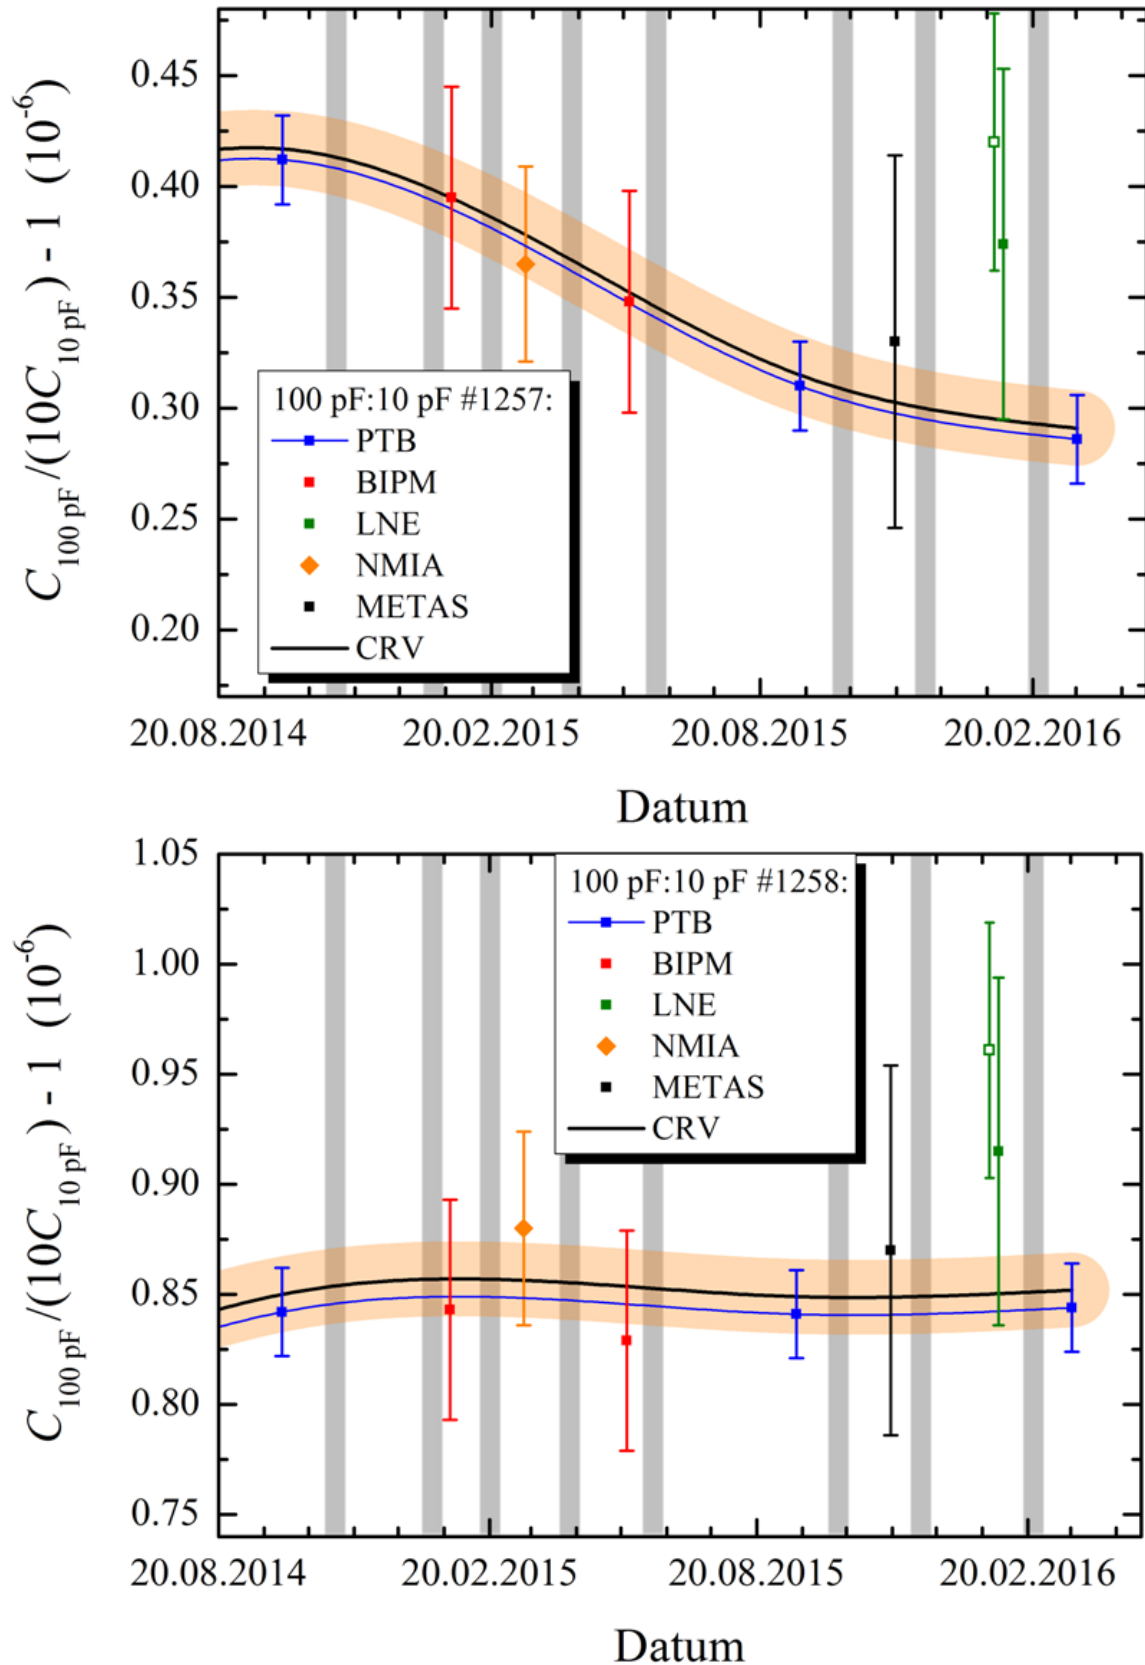 C100 pF/(10C10 pF) - 1 (10-6)
0.45
0.40
0.35
0.30
0.25
0.20
100 pF:10 pF #1257:
PTB
BIPM
LNE
NMIA
METAS
CRV
20.08.2014 20.02.2015 20.08.2015 20.02.2016
Datum
C100 pF/(10C10 pF) - 1 (10-6)
1.05
1.00
0.95
0.90
0.85
0.80
0.75
100 pF:10 pF #1258:
PTB
BIPM
LNE
NMIA
METAS
CRV
20.08.2014 20.02.2015 20.08.2015 20.02.2016
Datum